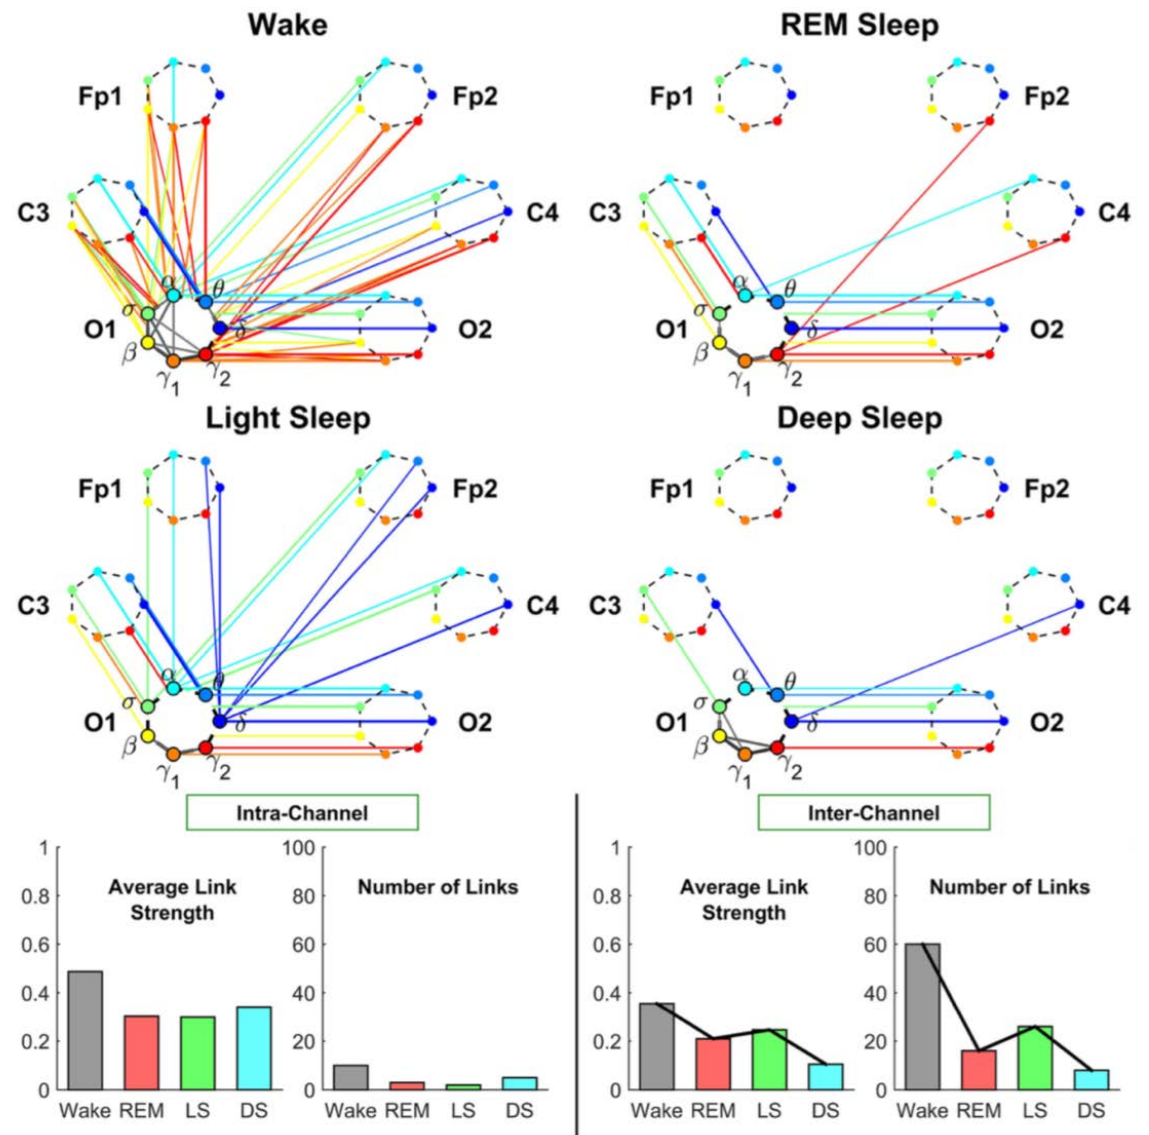 Wake
REM Sleep
Fp1
Fp2
Fp1
Fp2
C3
C4
C3
C4
α
θ
α
θ
σ
σ
O1
δ
O2
O1
δ
O2
β
β
γ1
γ2
γ1
γ2
Light Sleep
Deep Sleep
Fp1
Fp2
Fp1
Fp2
C3
C4
C3
C4
α
θ
α
θ
σ
σ
O1
δ
O2
O1
δ
O2
β
β
γ1
γ2
γ1
γ2
Intra-Channel
Inter-Channel
1
0.8
0.6
0.4
0.2
0
Average Link
Strength
Wake REM LS DS
100
80
60
40
20
0
Number of Links
Wake REM LS DS
1
0.8
0.6
0.4
0.2
0
Average Link
Strength
Wake REM LS DS
100
80
60
40
20
0
Number of Links
Wake REM LS DS